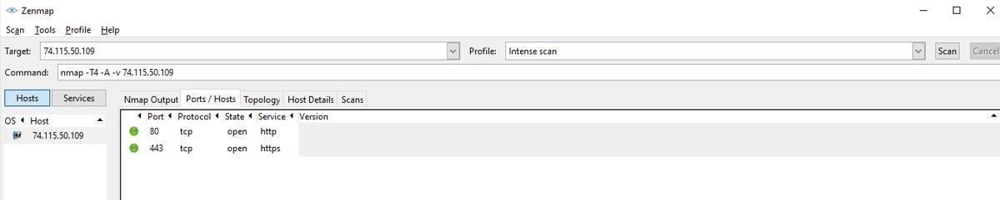 Zenmap
Scan Tools Profile Help
Target: 74.115.50.109 Profile: Intense scan Scan Cancel
Command: nmap -T4 -A -v 74.115.50.109
Hosts Services Nmap Output Ports / Hosts Topology Host Details Scans
OS Host Port Protocol State Service Version
74.115.50.109 80 tcp open http
443 tcp open https